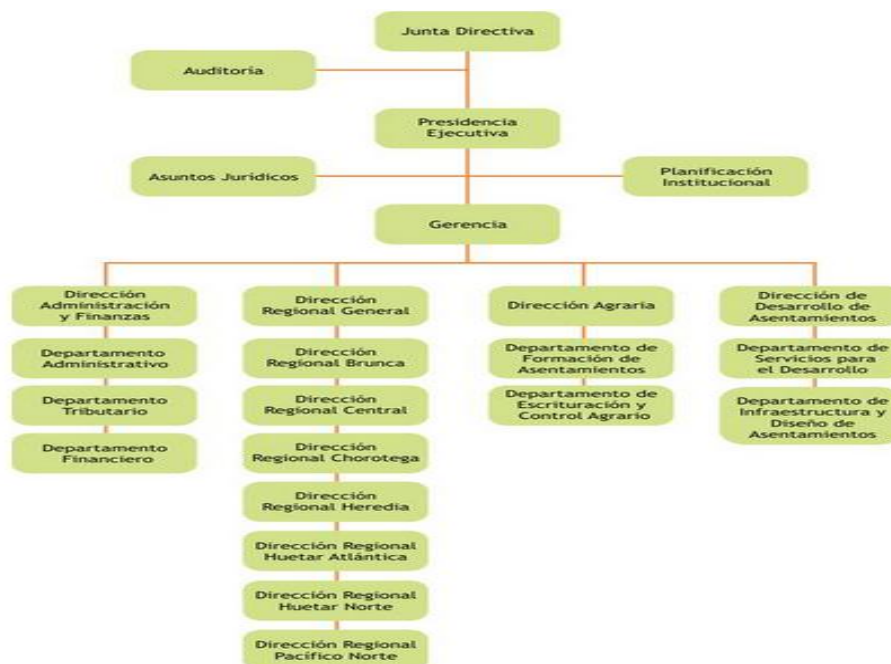 Junta Directiva
Auditoría
Presidencia
Ejecutiva
Asuntos Jurídicos
Planificación
Institucional
Gerencia
Dirección
Administración
y Finanzas
Departamento
Administrativo
Departamento
Tributario
Departamento
Financiero
Dirección
Regional General
Dirección
Regional Brunca
Dirección
Regional Central
Dirección
Regional Chorotega
Dirección
Regional Heredia
Dirección Regional
Huetar Atlántica
Dirección Regional
Huetar Norte
Dirección Regional
Pacífico Norte
Dirección Agraria
Departamento de
Formación de
Asentamientos
Departamento de
Escrituración y
Control Agrario
Dirección de
Desarrollo de
Asentamientos
Departamento de
Servicios para
el Desarrollo
Departamento de
Infraestructura y
Diseño de
Asentamientos